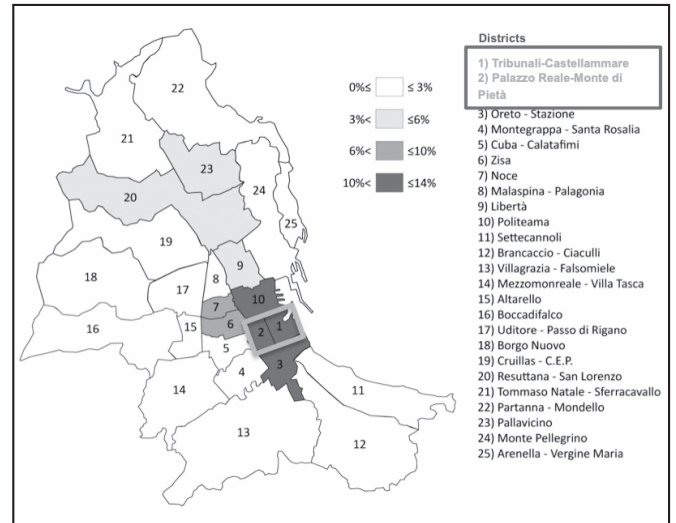 Districts
1) Tribunali-Castellammare
2) Palazzo Reale-Monte di
Pietà
3) Oreto - Stazione
4) Montegrappa - Santa Rosalia
5) Cuba - Calatafimi
6) Zisa
7) Noce
8) Malaspina - Palagonia
9) Libertà
10) Politeama
11) Settecannoli
12) Brancaccio - Ciaculli
13) Villagrazia - Falsomiele
14) Mezzomonreale - Villa Tasca
15) Altarello
16) Boccadifalco
17) Uditore - Passo di Rigano
18) Borgo Nuovo
19) Cruillas - C.E.P.
20) Resuttana - San Lorenzo
21) Tommaso Natale - Sferracavallo
22) Partanna - Mondello
23) Pallavicino
24) Monte Pellegrino
25) Arenella - Vergine Maria
0%≤ ≤ 3%
3%< ≤6%
6%< ≤10%
10%< ≤14%
22
21
23
24
20
25
19
9
18
8
17
10
7
16
15
6
2
1
5
3
4
14
11
13
12